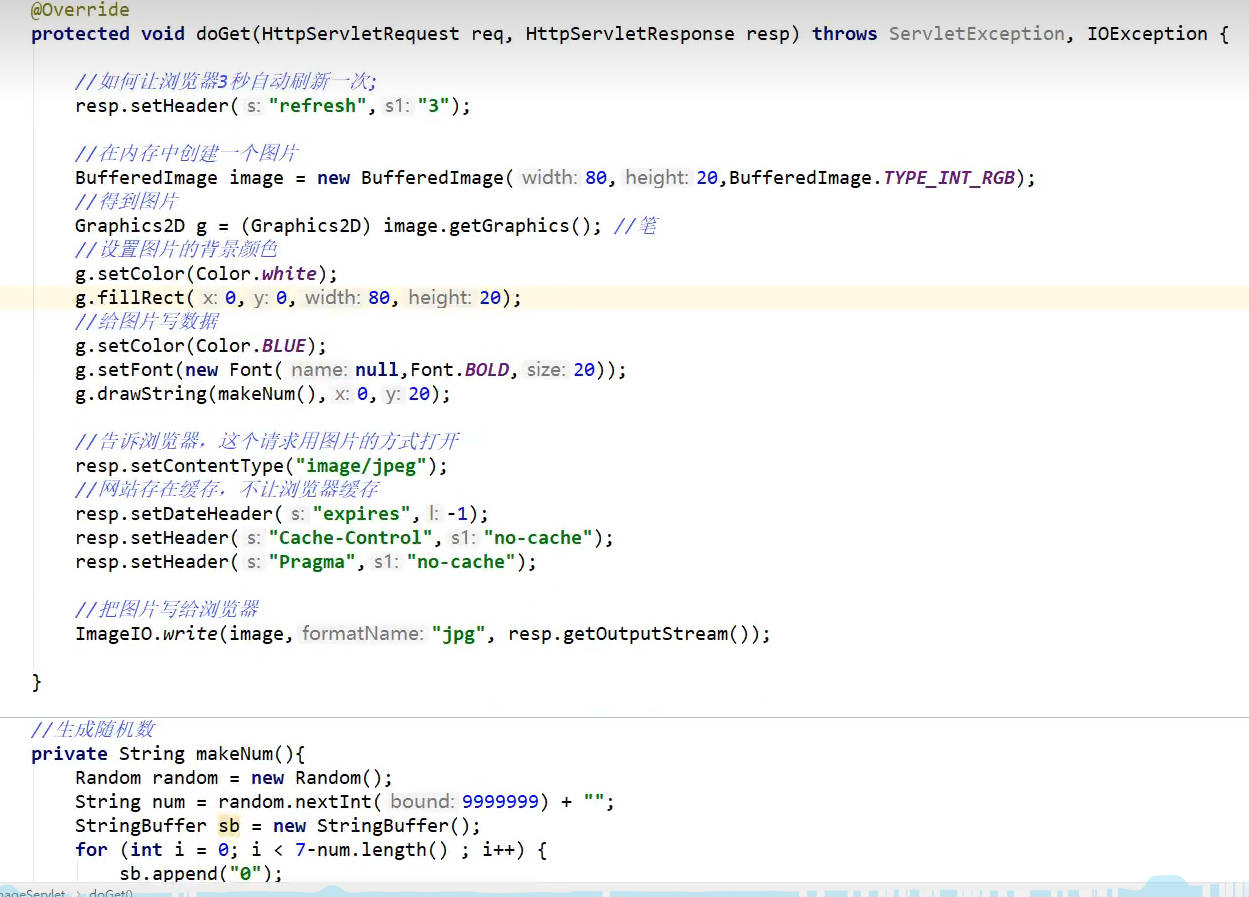 @Override
protected void doGet(HttpServletRequest req, HttpServletResponse resp) throws ServletException, IOException {
//如何让浏览器3秒自动刷新一次;
resp.setHeader( s: "refresh", s1: "3");
//在内存中创建一个图片
BufferedImage image = new BufferedImage( width: 80, height: 20,BufferedImage.TYPE_INT_RGB);
//得到图片
Graphics2D g = (Graphics2D) image.getGraphics(); //笔
//设置图片的背景颜色
g.setColor(Color.white);
g.fillRect( x: 0, y: 0, width: 80, height: 20);
//给图片写数据
g.setColor(Color.BLUE);
g.setFont(new Font( name: null,Font.BOLD, size: 20));
g.drawString(makeNum(), x: 0, y: 20);
//告诉浏览器，这个请求用图片的方式打开
resp.setContentType("image/jpeg");
//网站存在缓存，不让浏览器缓存
resp.setDateHeader( s: "expires", l: -1);
resp.setHeader( s: "Cache-Control", s1: "no-cache");
resp.setHeader( s: "Pragma", s1: "no-cache");
//把图片写给浏览器
ImageIO.write(image, formatName: "jpg", resp.getOutputStream());
}
//生成随机数
private String makeNum(){
Random random = new Random();
String num = random.nextInt( bound: 9999999) + "";
StringBuffer sb = new StringBuffer();
for (int i = 0; i < 7-num.length() ; i++) {
sb.append("0");
ageServlet > doGet()